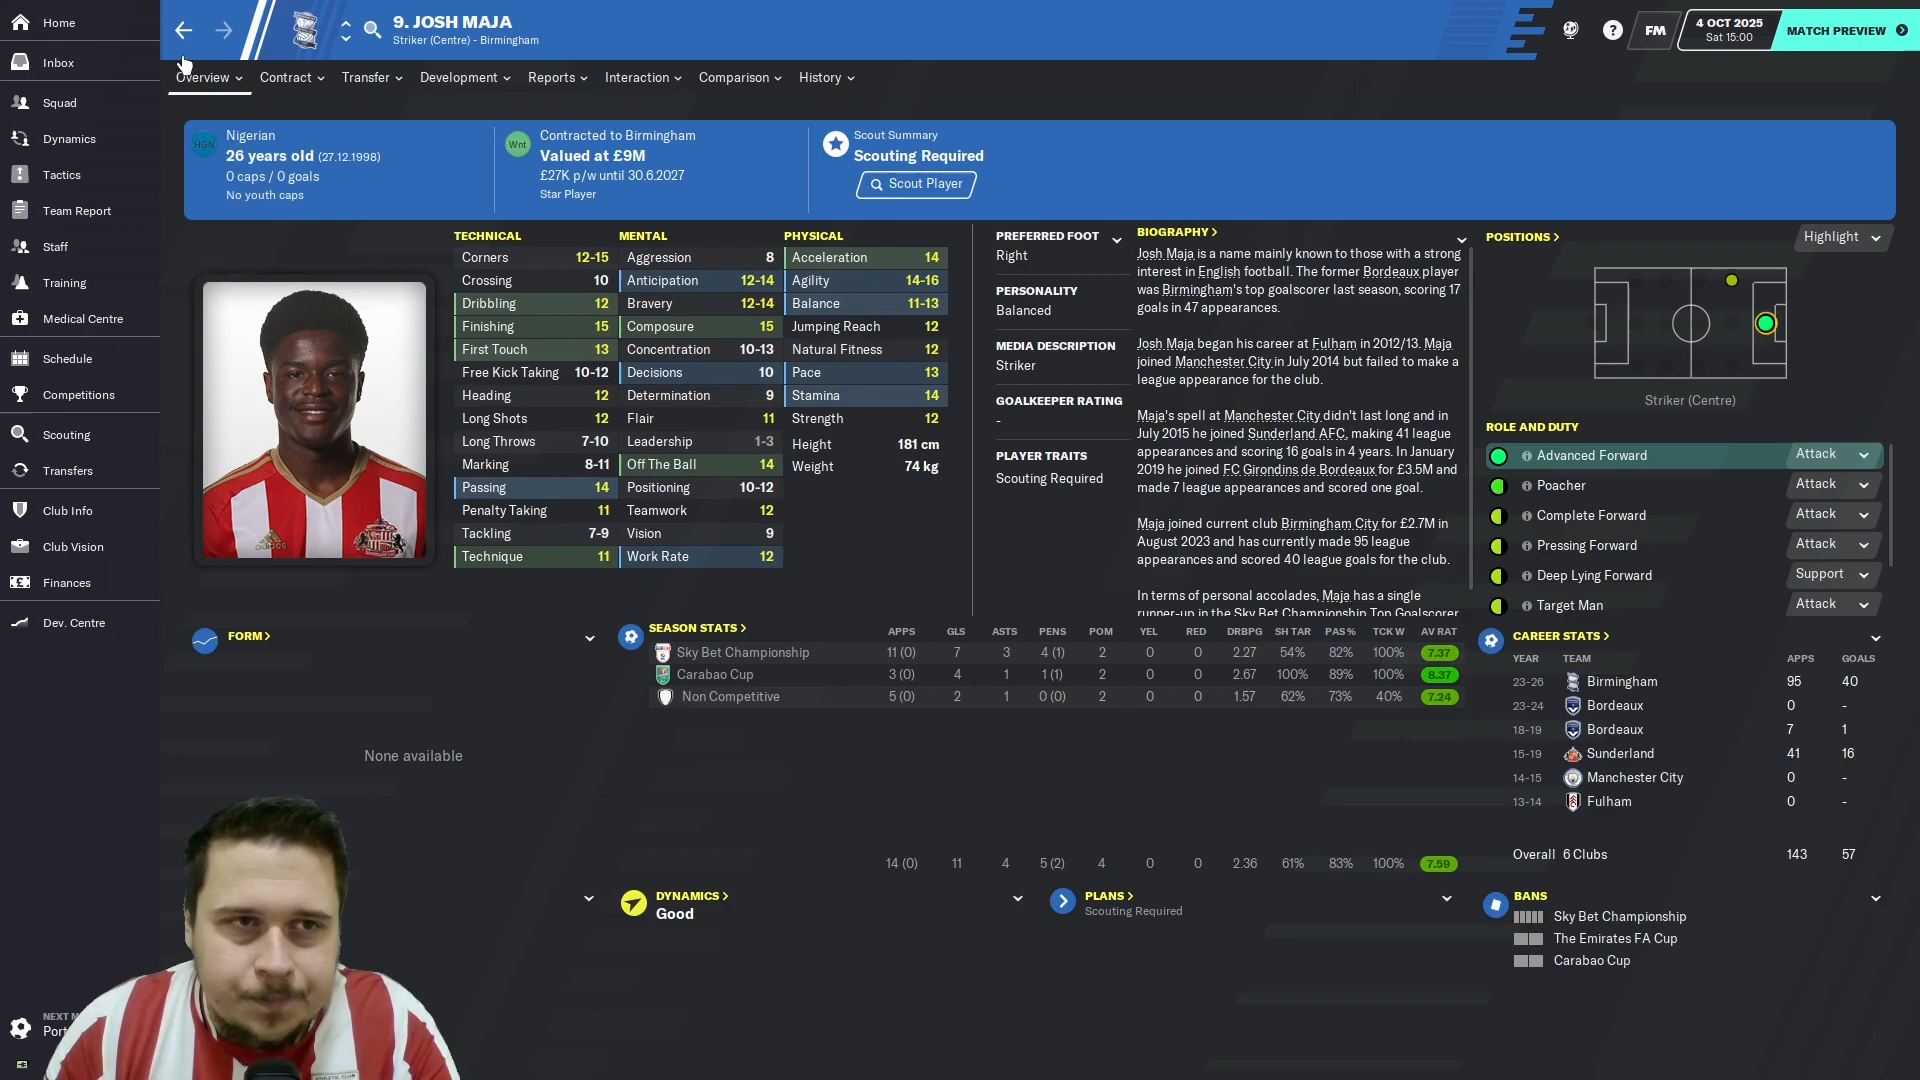 Home
Inbox
Squad
Dynamics
Tactics
Team Report
Staff
Training
Medical Centre
Schedule
Competitions
Scouting
Transfers
Club Info
Club Vision
Finances
Dev. Centre
NEXT M
Port
9. JOSH MAJA
Striker (Centre) - Birmingham
? FM
4 OCT 2025
Sat 15:00
MATCH PREVIEW
Overview Contract Transfer Development Reports Interaction Comparison History
HGN
Nigerian
26 years old (27.12.1998)
0 caps / 0 goals
No youth caps
Wnt
Contracted to Birmingham
Valued at £9M
£27K p/w until 30.6.2027
Star Player
Scout Summary
Scouting Required
Scout Player
TECHNICAL
Corners 12-15
Crossing 10
Dribbling 12
Finishing 15
First Touch 13
Free Kick Taking 10-12
Heading 12
Long Shots 12
Long Throws 7-10
Marking 8-11
Passing 14
Penalty Taking 11
Tackling 7-9
Technique 11
MENTAL
Aggression 8
Anticipation 12-14
Bravery 12-14
Composure 15
Concentration 10-13
Decisions 10
Determination 9
Flair 11
Leadership 1-3
Off The Ball 14
Positioning 10-12
Teamwork 12
Vision 9
Work Rate 12
PHYSICAL
Acceleration 14
Agility 14-16
Balance 11-13
Jumping Reach 12
Natural Fitness 12
Pace 13
Stamina 14
Strength 12
Height 181 cm
Weight 74 kg
PREFERRED FOOT
Right
PERSONALITY
Balanced
MEDIA DESCRIPTION
Striker
GOALKEEPER RATING
-
PLAYER TRAITS
Scouting Required
BIOGRAPHY >
Josh Maja is a name mainly known to those with a strong
interest in English football. The former Bordeaux player
was Birmingham's top goalscorer last season, scoring 17
goals in 47 appearances.
Josh Maja began his career at Fulham in 2012/13. Maja
joined Manchester City in July 2014 but failed to make a
league appearance for the club.
Maja's spell at Manchester City didn't last long and in
July 2015 he joined Sunderland AFC, making 41 league
appearances and scoring 16 goals in 4 years. In January
2019 he joined FC Girondins de Bordeaux for £3.5M and
made 7 league appearances and scored one goal.
Maja joined current club Birmingham City for £2.7M in
August 2023 and has currently made 95 league
appearances and scored 40 league goals for the club.
In terms of personal accolades, Maja has a single
runner-up in the Sky Bet Championship Top Goalscorer
POSITIONS >
Highlight
Striker (Centre)
ROLE AND DUTY
Advanced Forward Attack
Poacher Attack
Complete Forward Attack
Pressing Forward Attack
Deep Lying Forward Support
Target Man Attack
FORM >
None available
SEASON STATS > APPS GLS ASTS PENS POM YEL RED DRBPG SH TAR PAS % TCK W AV RAT
Sky Bet Championship 11 (0) 7 3 4 (1) 2 0 0 2.27 54% 82% 100% 7.37
Carabao Cup 3 (0) 4 1 1 (1) 2 0 0 2.67 100% 89% 100% 8.37
Non Competitive 5 (0) 2 1 0 (0) 2 0 0 1.57 62% 73% 40% 7.24
14 (0) 11 4 5 (2) 4 0 0 2.36 61% 83% 100% 7.59
CAREER STATS >
YEAR TEAM APPS GOALS
23-26 Birmingham 95 40
23-24 Bordeaux 0 -
18-19 Bordeaux 7 1
15-19 Sunderland 41 16
14-15 Manchester City 0 -
13-14 Fulham 0 -
Overall 6 Clubs 143 57
DYNAMICS >
Good
PLANS >
Scouting Required
BANS
Sky Bet Championship
The Emirates FA Cup
Carabao Cup
adidas